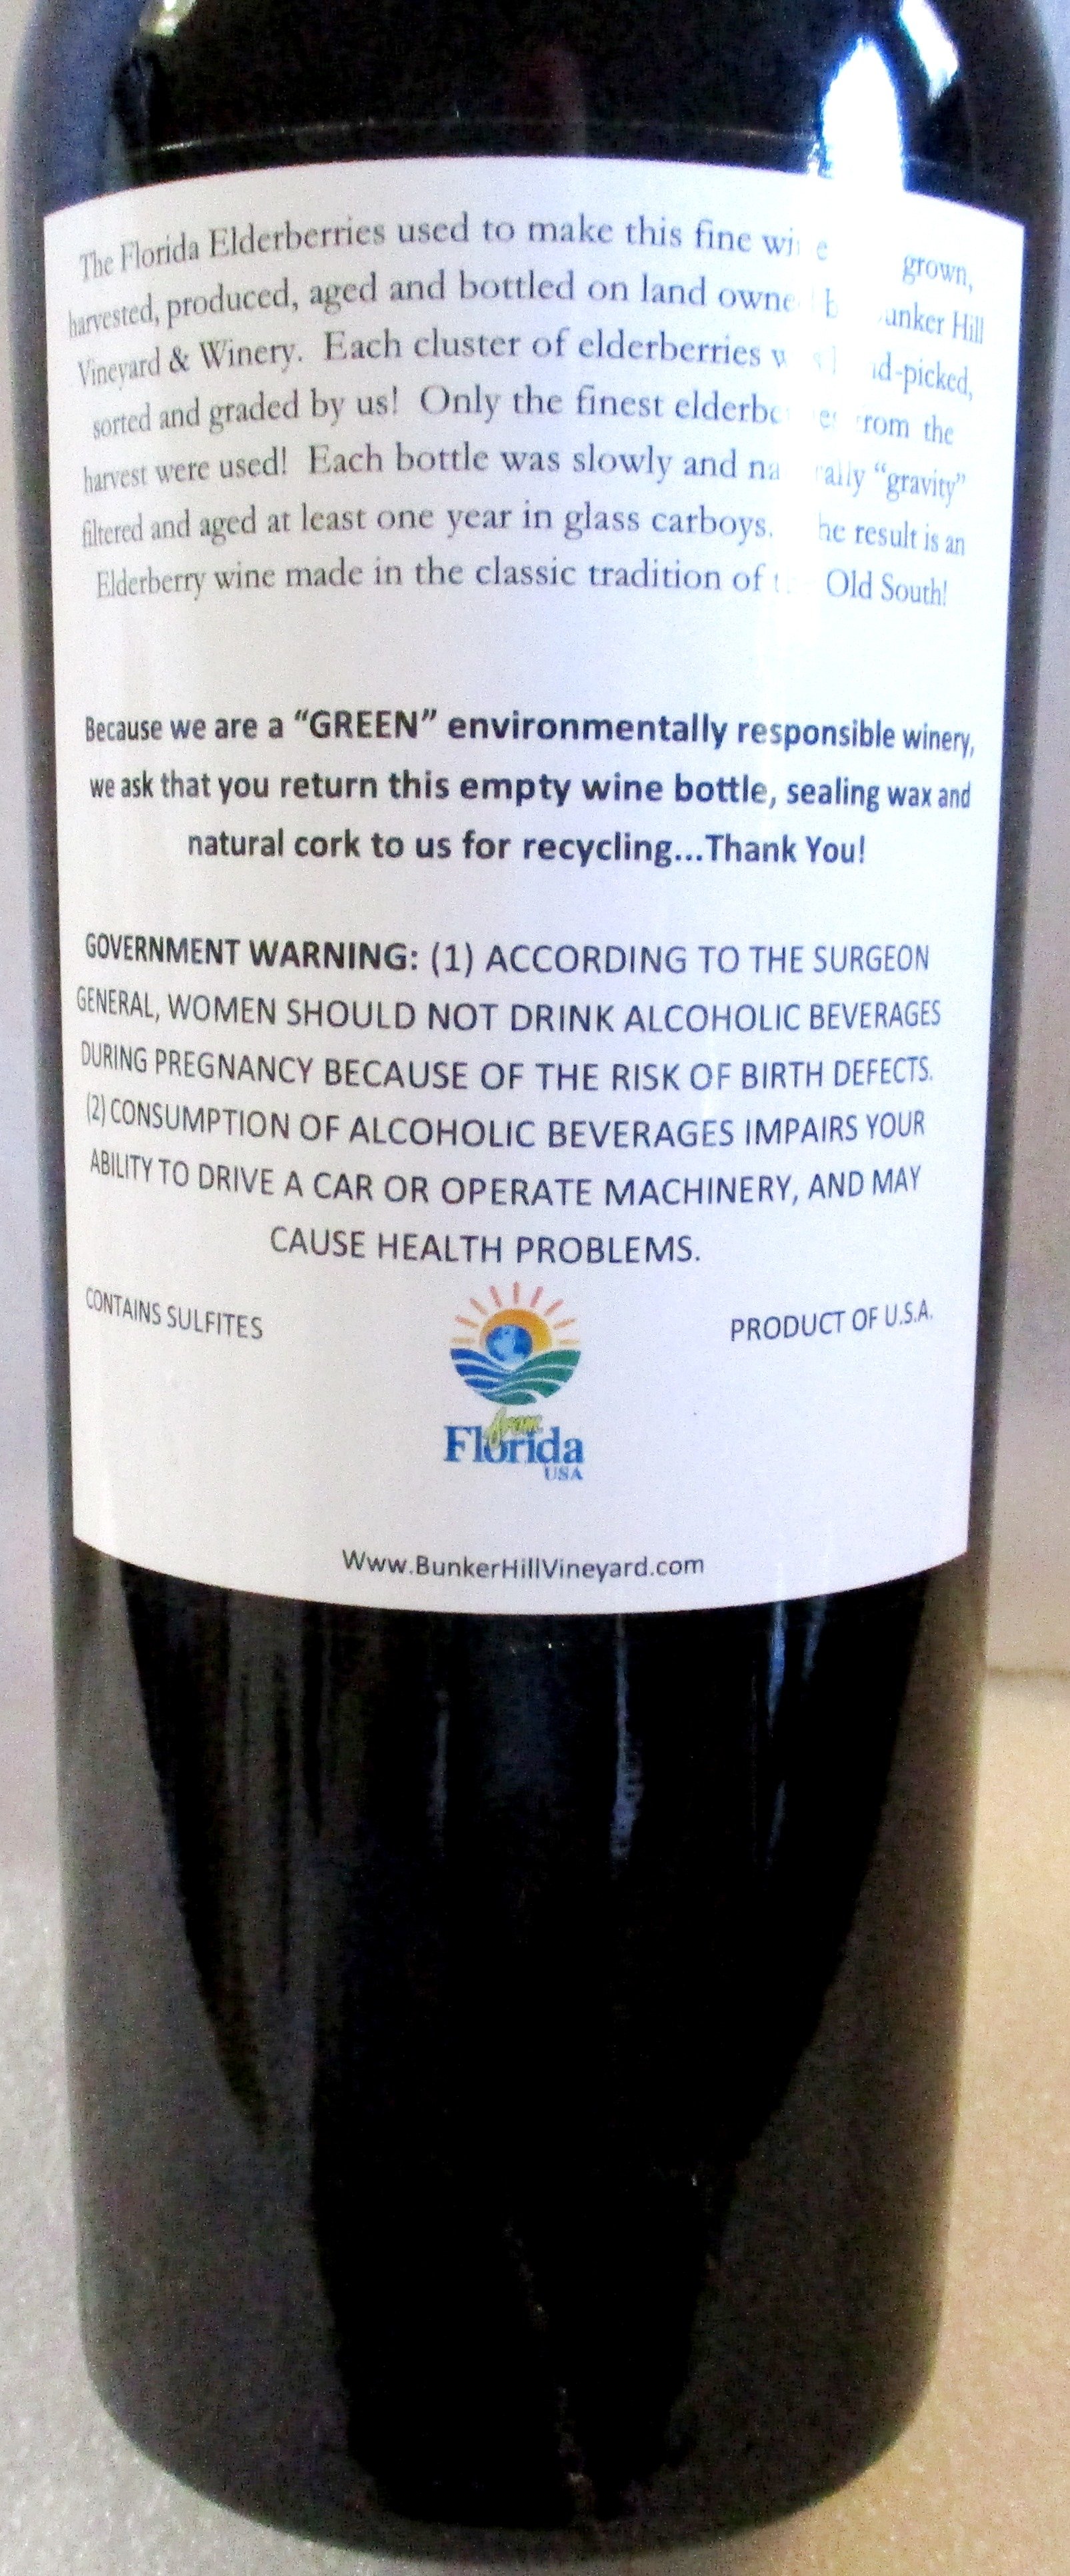 The Florida Elderberries used to make this fine grown,
harvested, produced, aged and bottled on land Bunker Hill
Vineyard & Winery. Each cluster of elderberries hand-picked,
sorted and graded by us! Only the finest elderberries from the
harvest were used! Each bottle was slowly and naturally “gravity”
filtered and aged at least one year in glass carboys. The result is an
Elderberry wine made in the classic tradition of Old South!
Because we are a “GREEN” environmentally responsible winery,
we ask that you return this empty wine bottle, sealing wax and
natural cork to us for recycling...Thank You!
GOVERNMENT WARNING: (1) ACCORDING TO THE SURGEON
GENERAL, WOMEN SHOULD NOT DRINK ALCOHOLIC BEVERAGES
DURING PREGNANCY BECAUSE OF THE RISK OF BIRTH DEFECTS.
(2) CONSUMPTION OF ALCOHOLIC BEVERAGES IMPAIRS YOUR
ABILITY TO DRIVE A CAR OR OPERATE MACHINERY, AND MAY
CAUSE HEALTH PROBLEMS.
CONTAINS SULFITES
PRODUCT OF U.S.A.
from
Florida
USA
Www.BunkerHillVineyard.com